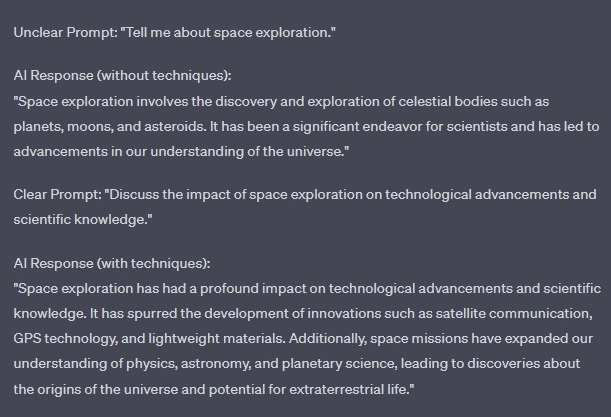 Unclear Prompt: "Tell me about space exploration."
AI Response (without techniques):
"Space exploration involves the discovery and exploration of celestial bodies such as
planets, moons, and asteroids. It has been a significant endeavor for scientists and has led to
advancements in our understanding of the universe."
Clear Prompt: "Discuss the impact of space exploration on technological advancements and
scientific knowledge."
AI Response (with techniques):
"Space exploration has had a profound impact on technological advancements and scientific
knowledge. It has spurred the development of innovations such as satellite communication,
GPS technology, and lightweight materials. Additionally, space missions have expanded our
understanding of physics, astronomy, and planetary science, leading to discoveries about
the origins of the universe and potential for extraterrestrial life."